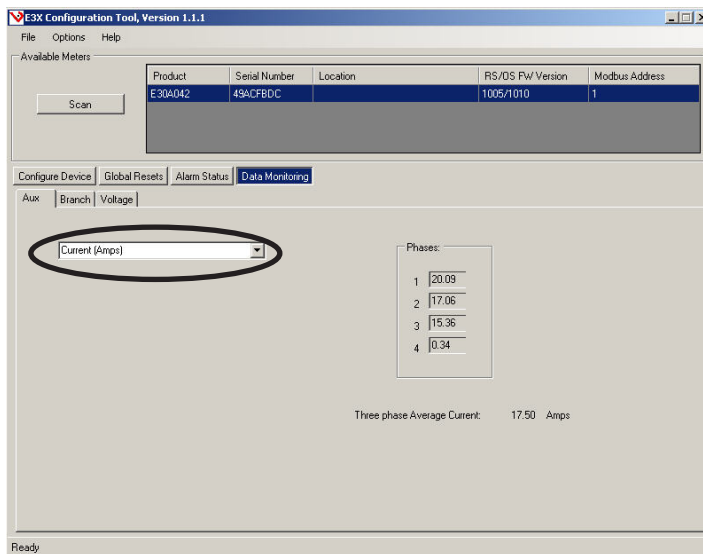 E3X Configuration Tool, Version 1.1.1
File Options Help
Available Meters
Product Serial Number Location RS/OS FW Version Modbus Address
Scan
E30A042 49ACFBDC 1005/1010 1
Configure Device Global Resets Alarm Status Data Monitoring
Aux Branch Voltage
Current (Amps)
Phases:
1 20.09
2 17.06
3 15.36
4 0.34
Three phase Average Current: 17.50 Amps
Ready